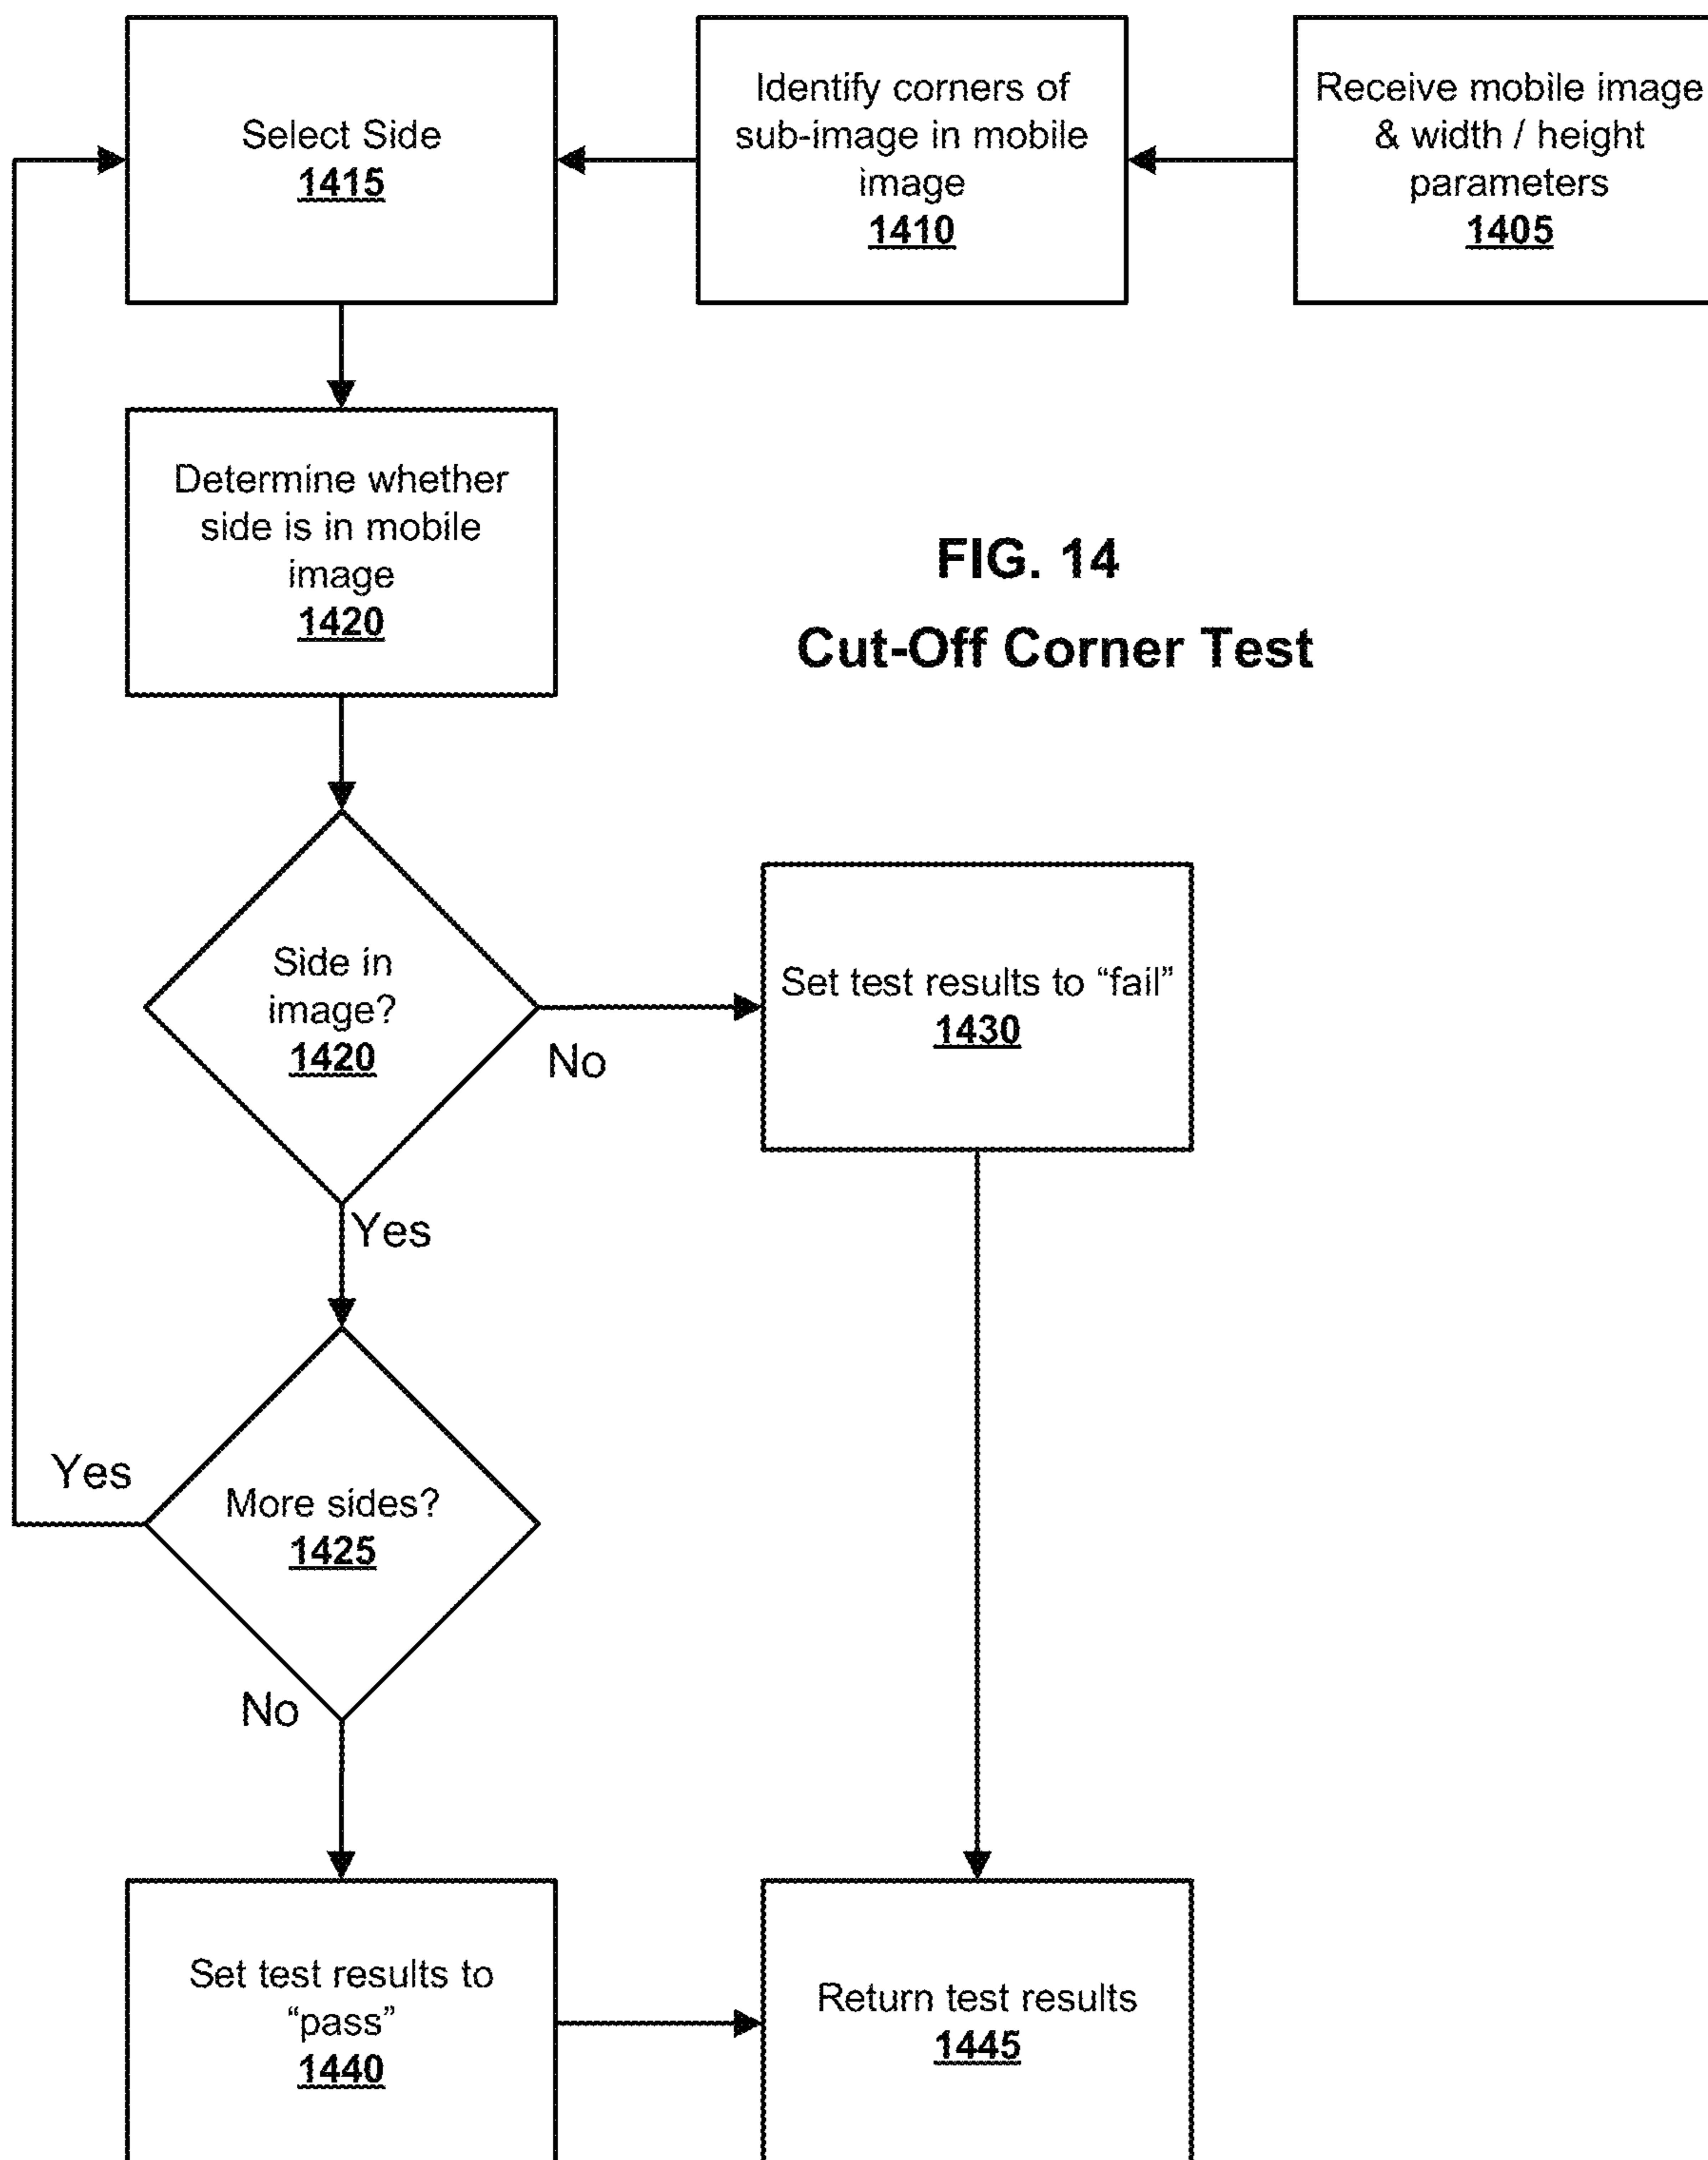 Receive mobile image
& width / height
parameters
1405
Identify corners of
sub-image in mobile
image
1410
Select Side
1415
Determine whether
side is in mobile
image
1420
FIG. 14
Cut-Off Corner Test
Side in
image?
1420
No
Yes
Set test results to “fail”
1430
More sides?
1425
Yes
No
Set test results to
“pass”
1440
Return test results
1445